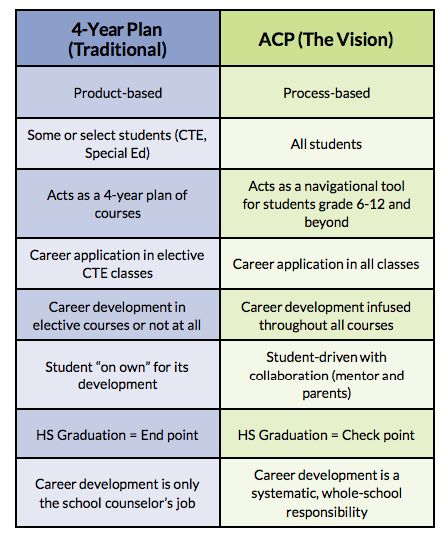 4-Year Plan
(Traditional)
ACP (The Vision)
Product-based
Process-based
Some or select students (CTE,
Special Ed)
All students
Acts as a 4-year plan of
courses
Acts as a navigational tool
for students grade 6-12 and
beyond
Career application in elective
CTE classes
Career application in all classes
Career development in
elective courses or not at all
Career development infused
throughout all courses
Student “on own” for its
development
Student-driven with
collaboration (mentor and
parents)
HS Graduation = End point
HS Graduation = Check point
Career development is only
the school counselor’s job
Career development is a
systematic, whole-school
responsibility